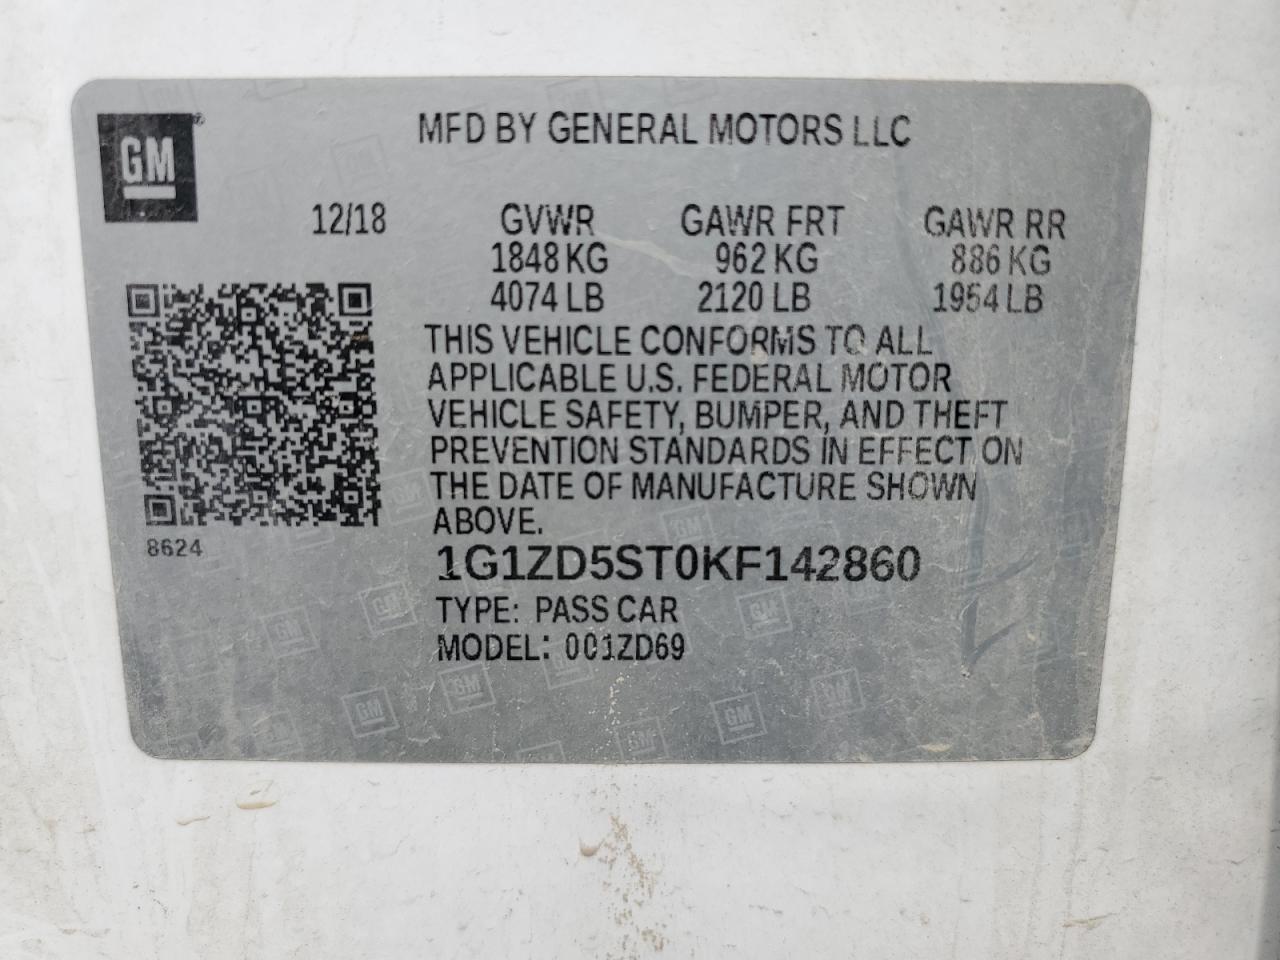 GM
MFD BY GENERAL MOTORS LLC
12/18 GVWR GAWR FRT GAWR RR
1848 KG 962 KG 886 KG
4074 LB 2120 LB 1954 LB
THIS VEHICLE CONFORMS TO ALL
APPLICABLE U.S. FEDERAL MOTOR
VEHICLE SAFETY, BUMPER, AND THEFT
PREVENTION STANDARDS IN EFFECT ON
THE DATE OF MANUFACTURE SHOWN
ABOVE.
8624
1G1ZD5ST0KF142860
TYPE: PASS CAR
MODEL: 001ZD69